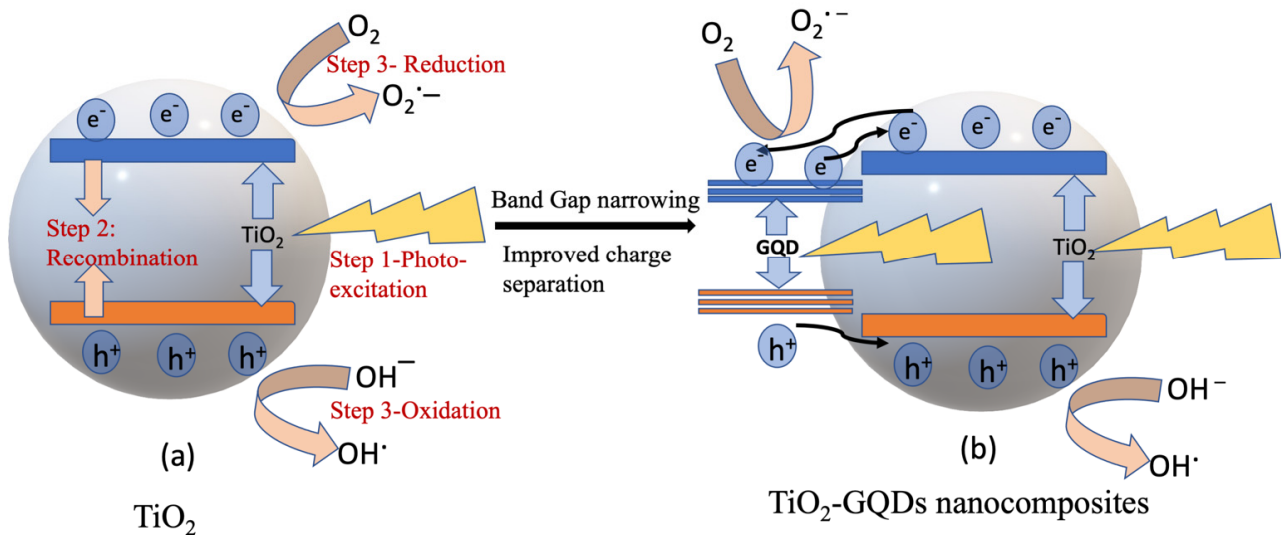 O₂
Step 3- Reduction
O₂˙⁻
e⁻ e⁻ e⁻
Step 2:
Recombination
TiO₂
Step 1-Photo-
excitation
h⁺ h⁺ h⁺
OH⁻
Step 3-Oxidation
OH˙
(a)
TiO₂
Band Gap narrowing
Improved charge
separation
O₂
O₂˙⁻
e⁻ e⁻
e⁻ e⁻ e⁻
GQD
TiO₂
h⁺
h⁺ h⁺ h⁺
OH⁻
OH˙
(b)
TiO₂-GQDs nanocomposites